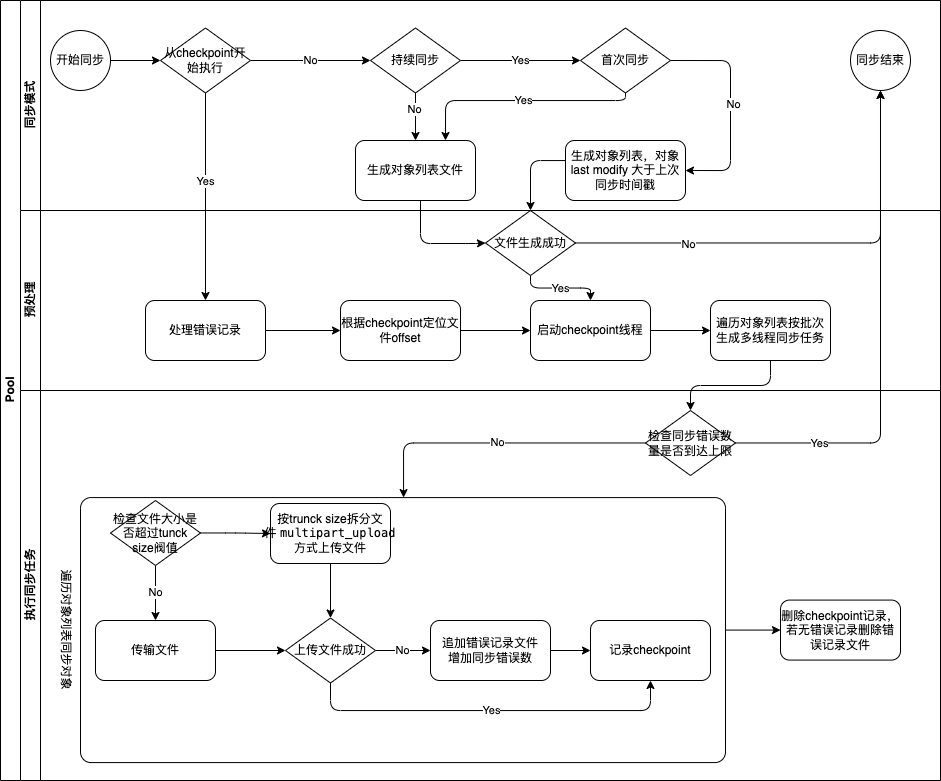 Pool
同步模式
开始同步
从checkpoint开
始执行
No
持续同步
Yes
首次同步
同步结束
No
Yes
No
Yes
生成对象列表文件
生成对象列表，对象
last modify 大于上次
同步时间戳
预处理
文件生成成功
No
Yes
处理错误记录
根据checkpoint定位文
件offset
启动checkpoint线程
遍历对象列表按批次
生成多线程同步任务
执行同步任务
检查同步错误数
量是否到达上限
No
Yes
遍历对象列表同步对象
检查文件大小是
否超过tunck
size阀值
按trunck size拆分文
件 multipart_upload
方式上传文件
No
传输文件
上传文件成功
No
追加错误记录文件
增加同步错误数
记录checkpoint
Yes
删除checkpoint记录，
若无错误记录删除错
误记录文件